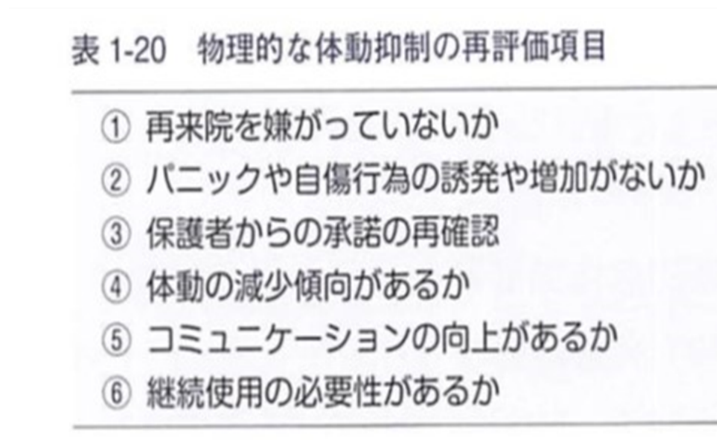 表 1-20 物理的な体動抑制の再評価項目
① 再来院を嫌がっていないか
② パニックや自傷行為の誘発や増加がないか
③ 保護者からの承諾の再確認
④ 体動の減少傾向があるか
⑤ コミュニケーションの向上があるか
⑥ 継続使用の必要性があるか